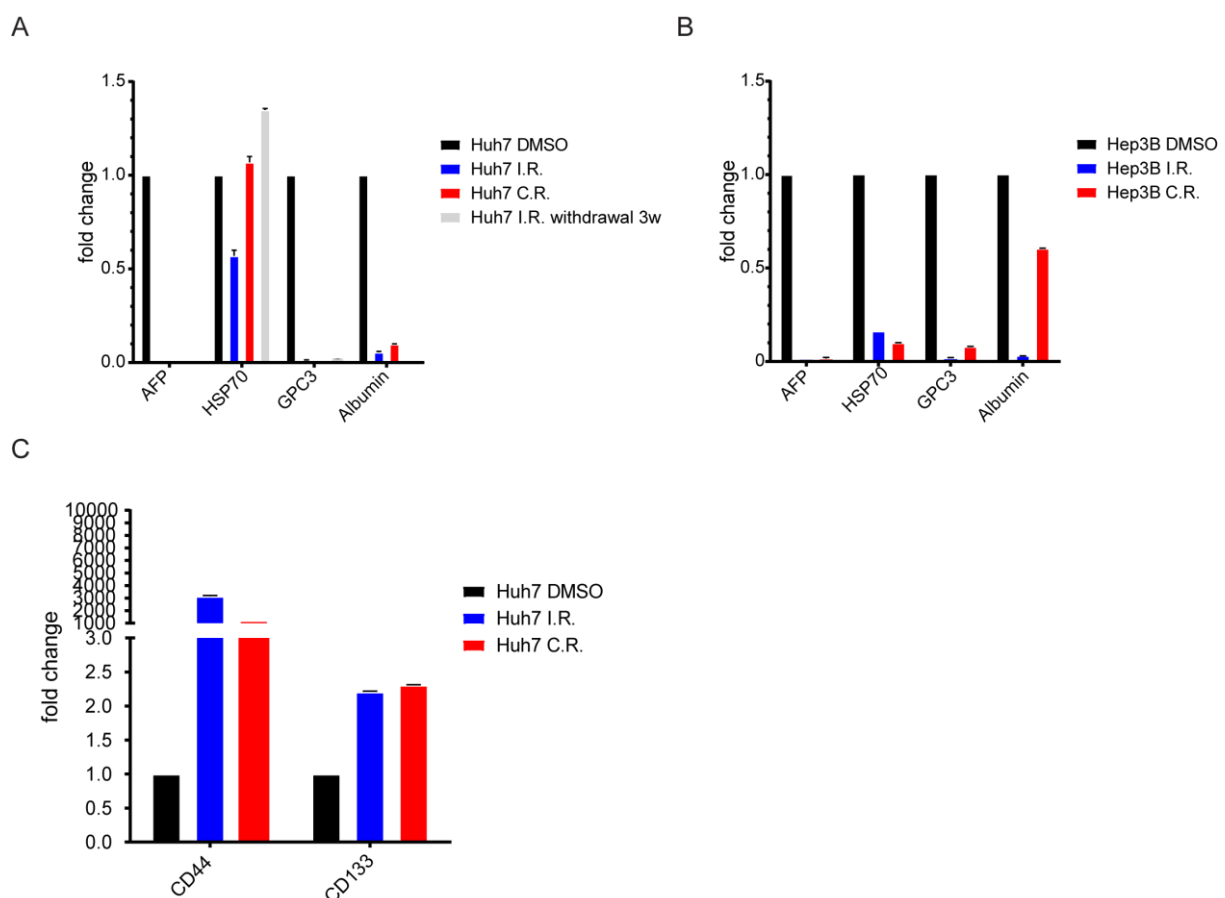 A
fold change
1.5
1.0
0.5
0.0
AFP
HSP70
GPC3
Albumin
Huh7 DMSO
Huh7 I.R.
Huh7 C.R.
Huh7 I.R. withdrawal 3w
B
fold change
1.5
1.0
0.5
0
AFP
HSP70
GPC3
Albumin
Hep3B DMSO
Hep3B I.R.
Hep3B C.R.
C
fold change
10000
9000
8000
7000
6000
5000
4000
3000
2000
1000
3.0
2.5
2.0
1.5
1.0
0.5
0.0
CD44
CD133
Huh7 DMSO
Huh7 I.R.
Huh7 C.R.